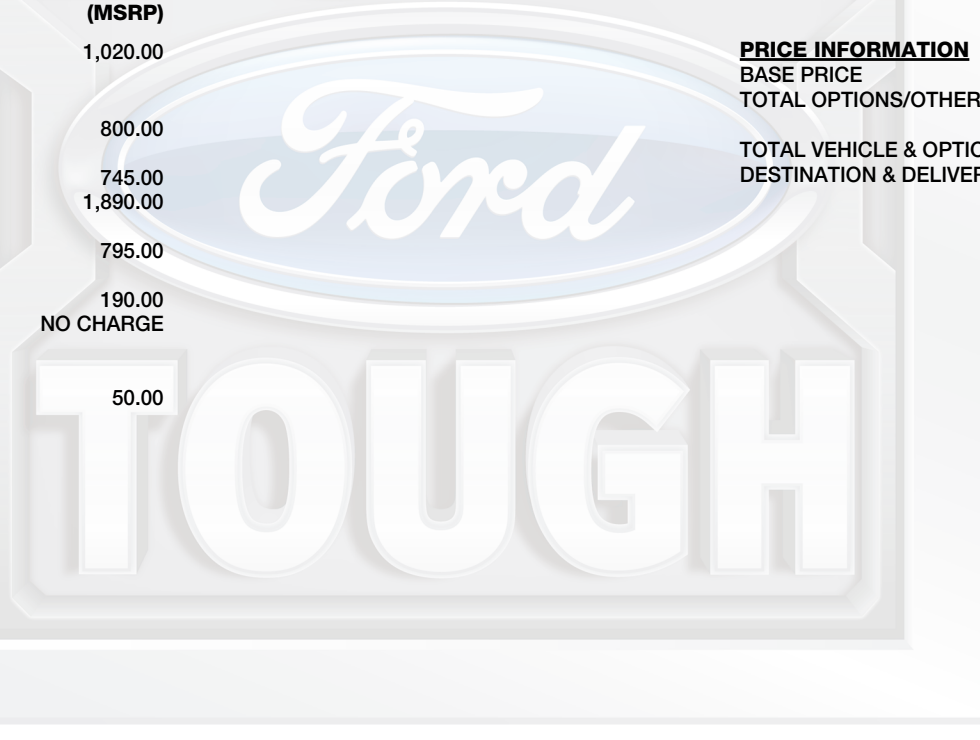 (MSRP)
1,020.00
800.00
745.00
1,890.00
795.00
190.00
NO CHARGE
50.00
PRICE INFORMATION
BASE PRICE
TOTAL OPTIONS/OTHER
TOTAL VEHICLE & OPTIO
DESTINATION & DELIVER
Ford
TOUGH